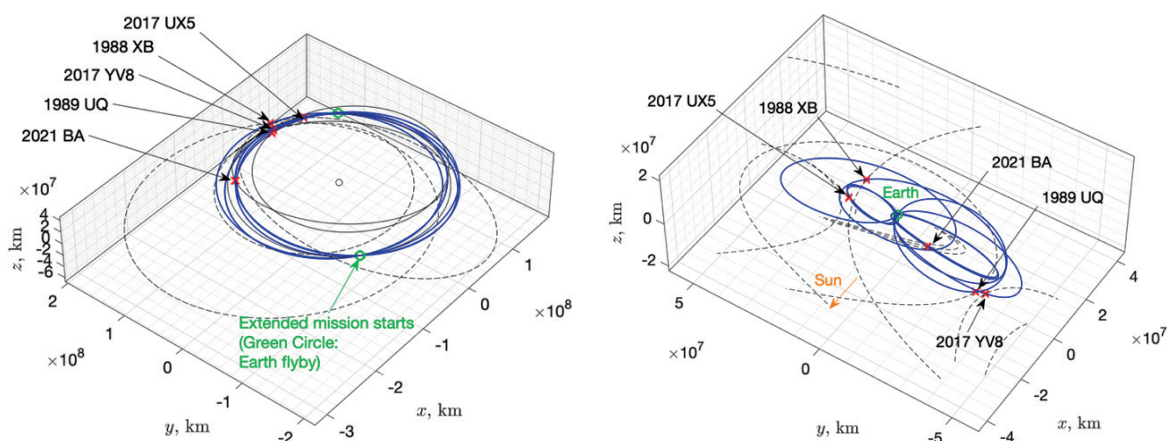 2017 UX5
1988 XB
2017 YV8
1989 UQ
2021 BA
×10⁷
4
2
0
-2
-4
-6
z, km
2
1
0
-1
-2
×10⁸
y, km
1
0
-1
-2
-3
×10⁸
x, km
Extended mission starts
(Green Circle:
Earth flyby)
2017 UX5
1988 XB
2021 BA
1989 UQ
Earth
Sun
2017 YV8
×10⁷
2
0
-2
z, km
5
0
-5
×10⁷
y, km
4
2
0
-2
-4
×10⁷
x, km